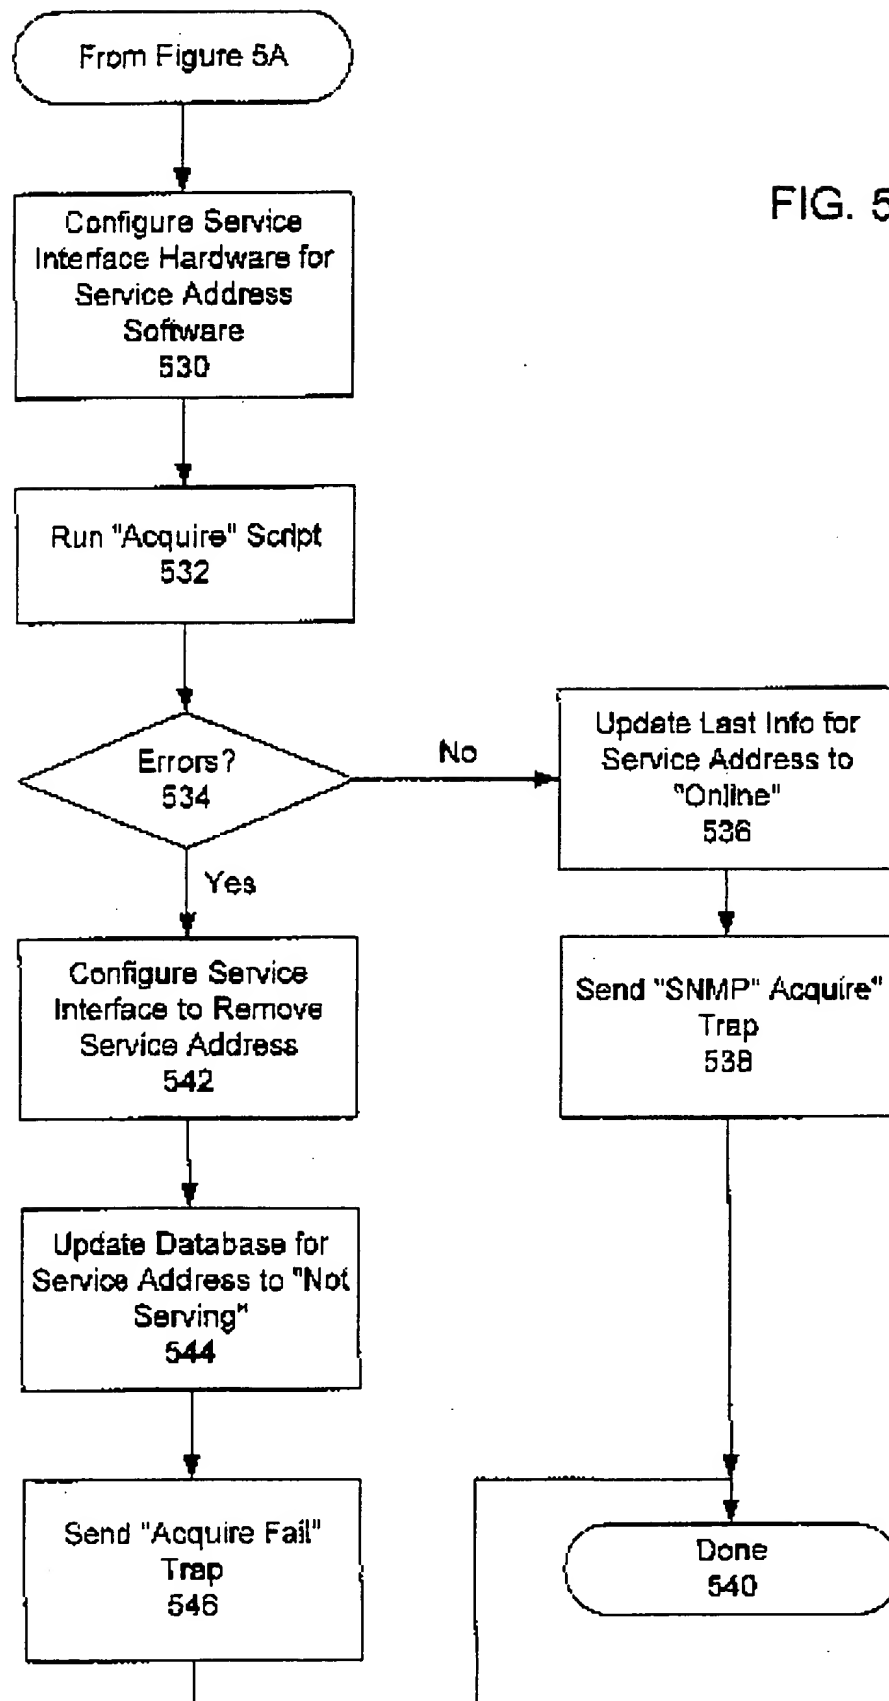 From Figure 5A
FIG. 5
Configure Service
Interface Hardware for
Service Address
Software
530
Run "Acquire" Script
532
Errors?
534
No
Yes
Update Last Info for
Service Address to
"Online"
536
Send "SNMP" Acquire"
Trap
538
Configure Service
Interface to Remove
Service Address
542
Update Database for
Service Address to "Not
Serving"
544
Send "Acquire Fail"
Trap
546
Done
540